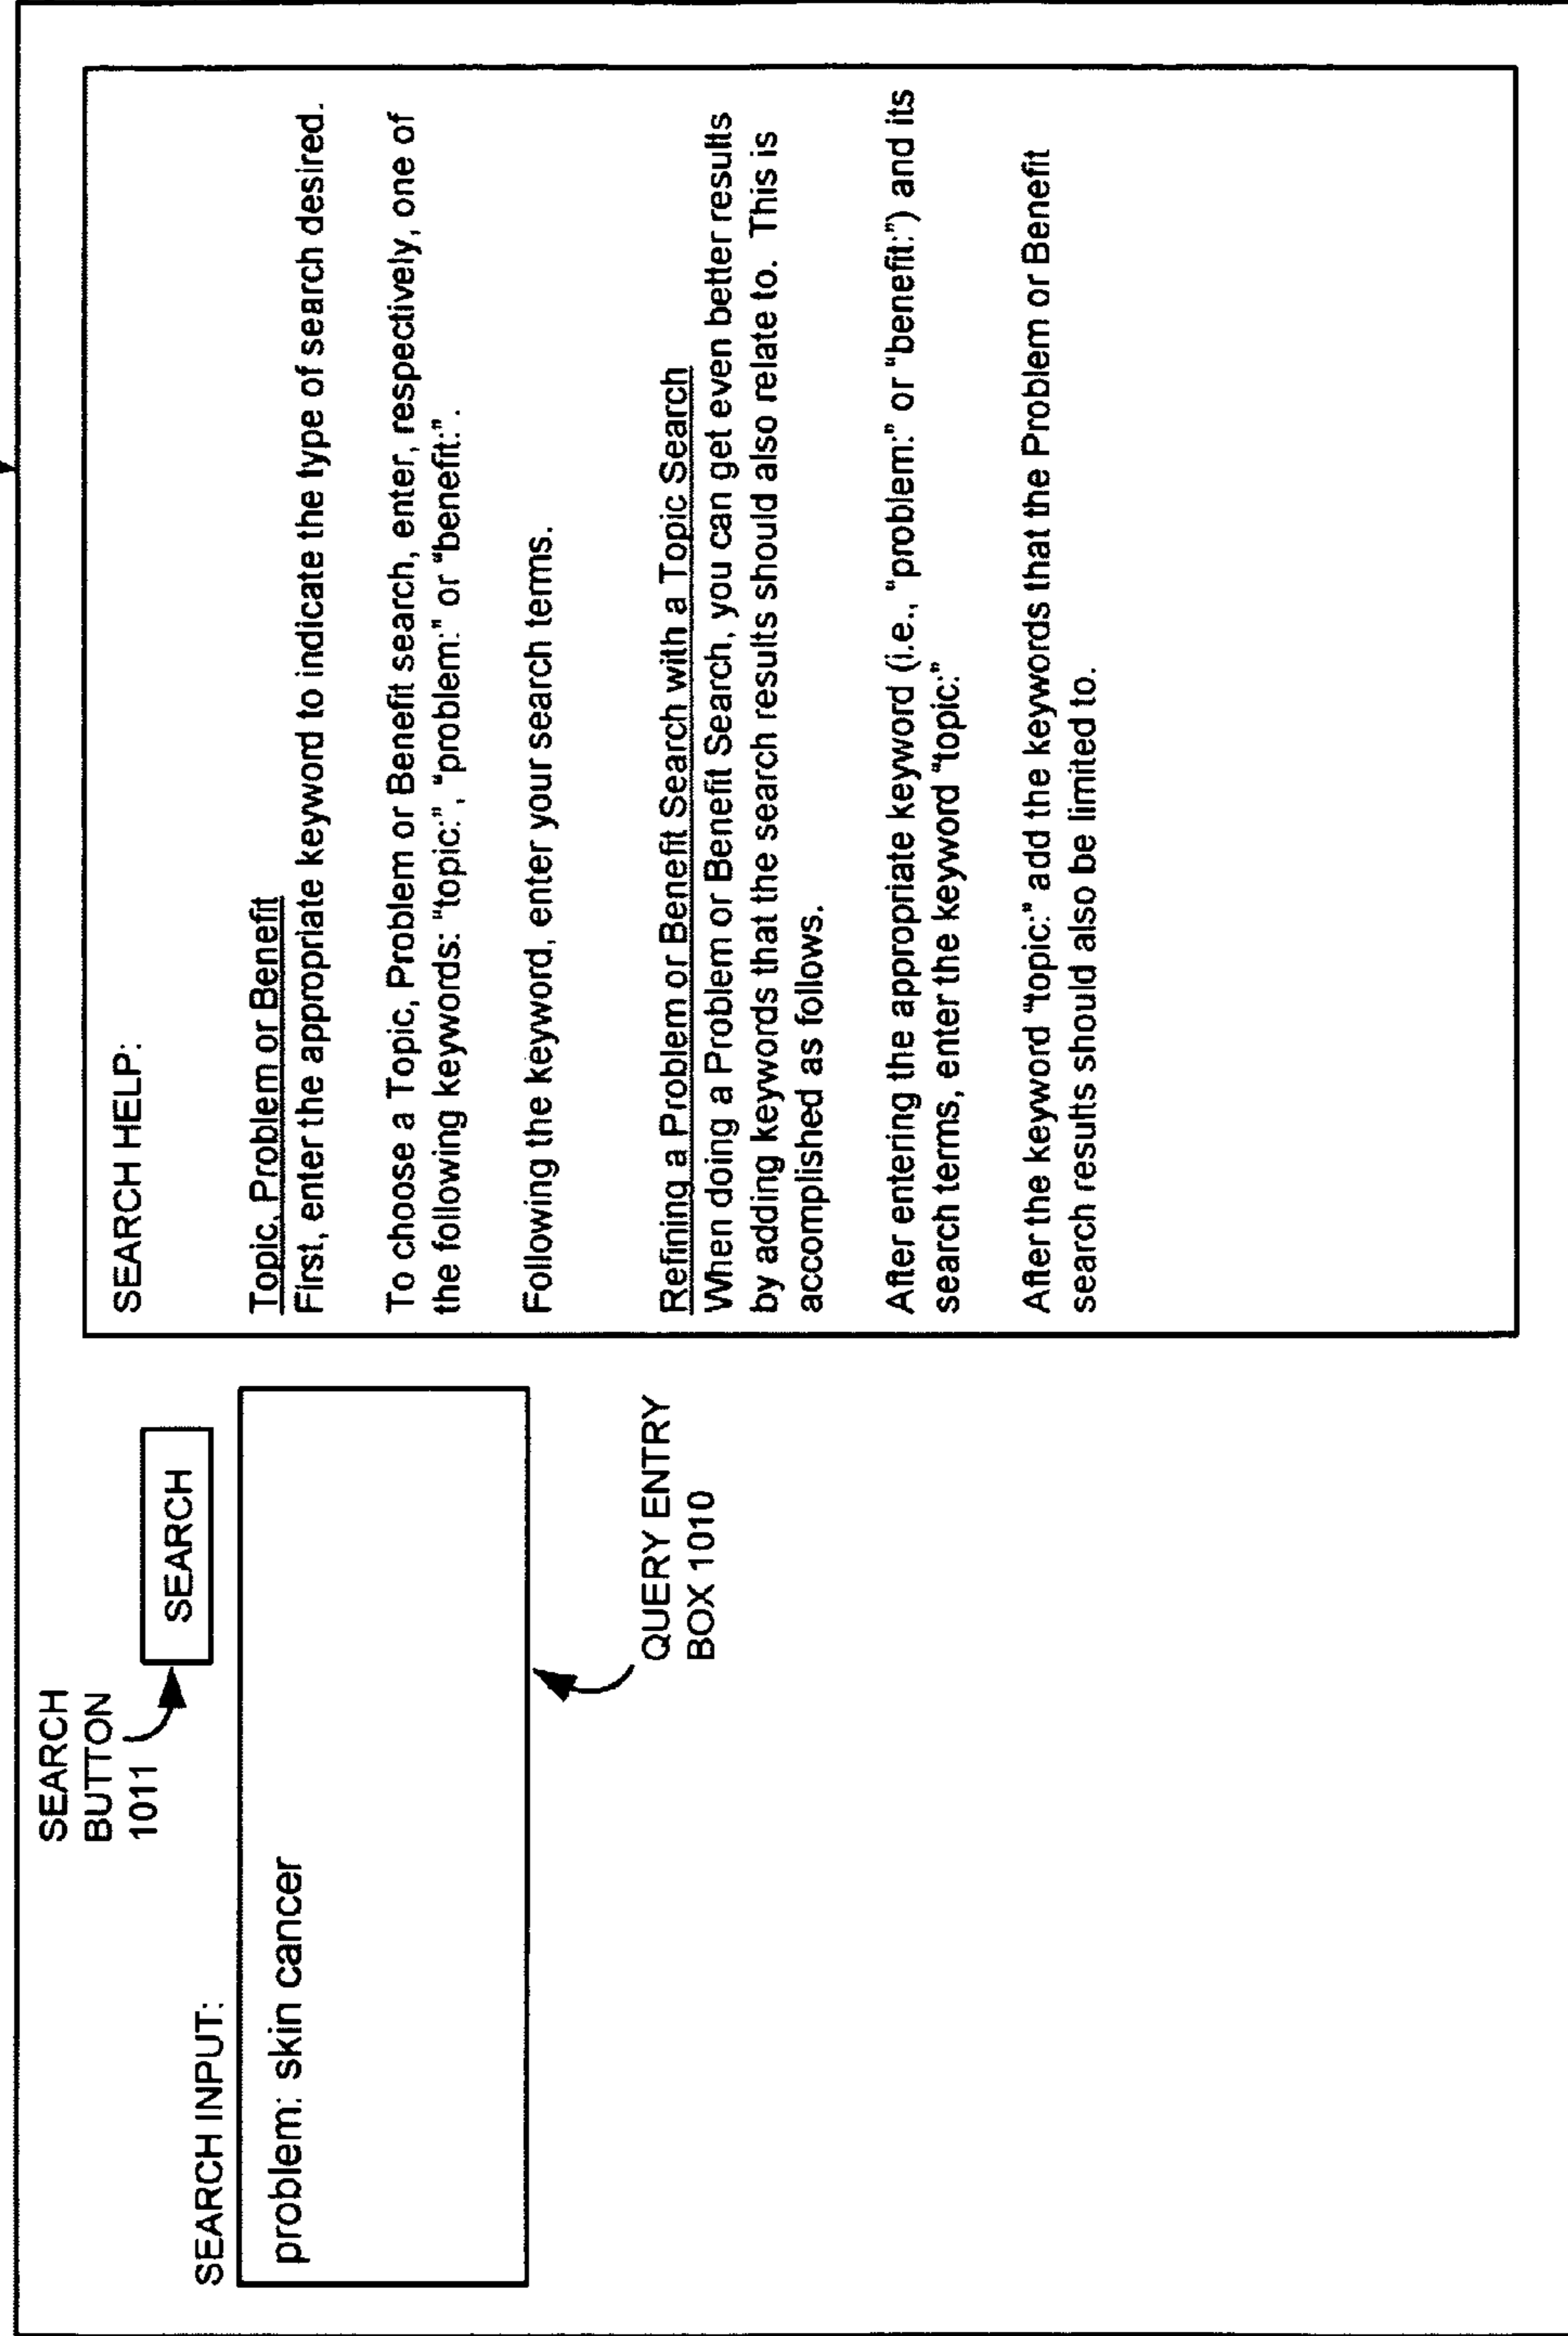 SEARCH
BUTTON
1011
SEARCH
SEARCH INPUT:
problem: skin cancer
QUERY ENTRY
BOX 1010
SEARCH HELP:
Topic, Problem or Benefit
First, enter the appropriate keyword to indicate the type of search desired.
To choose a Topic, Problem or Benefit search, enter, respectively, one of
the following keywords: “topic:”, “problem:” or “benefit:”.
Following the keyword, enter your search terms.
Refining a Problem or Benefit Search with a Topic Search
When doing a Problem or Benefit Search, you can get even better results
by adding keywords that the search results should also relate to. This is
accomplished as follows.
After entering the appropriate keyword (i.e., “problem:” or “benefit:”) and its
search terms, enter the keyword “topic:”
After the keyword “topic:” add the keywords that the Problem or Benefit
search results should also be limited to.